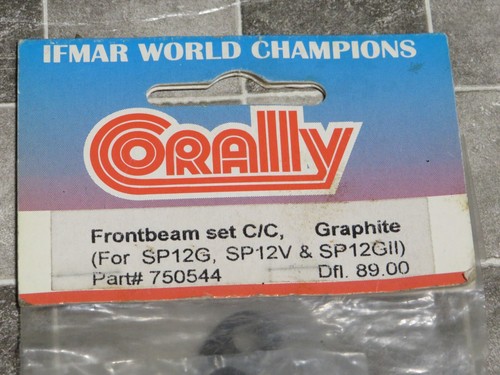 IFMAR WORLD CHAMPIONS
CORALLY
Frontbeam set C/C, Graphite
(For SP12G, SP12V & SP12GII)
Part# 750544 Dfl. 89.00